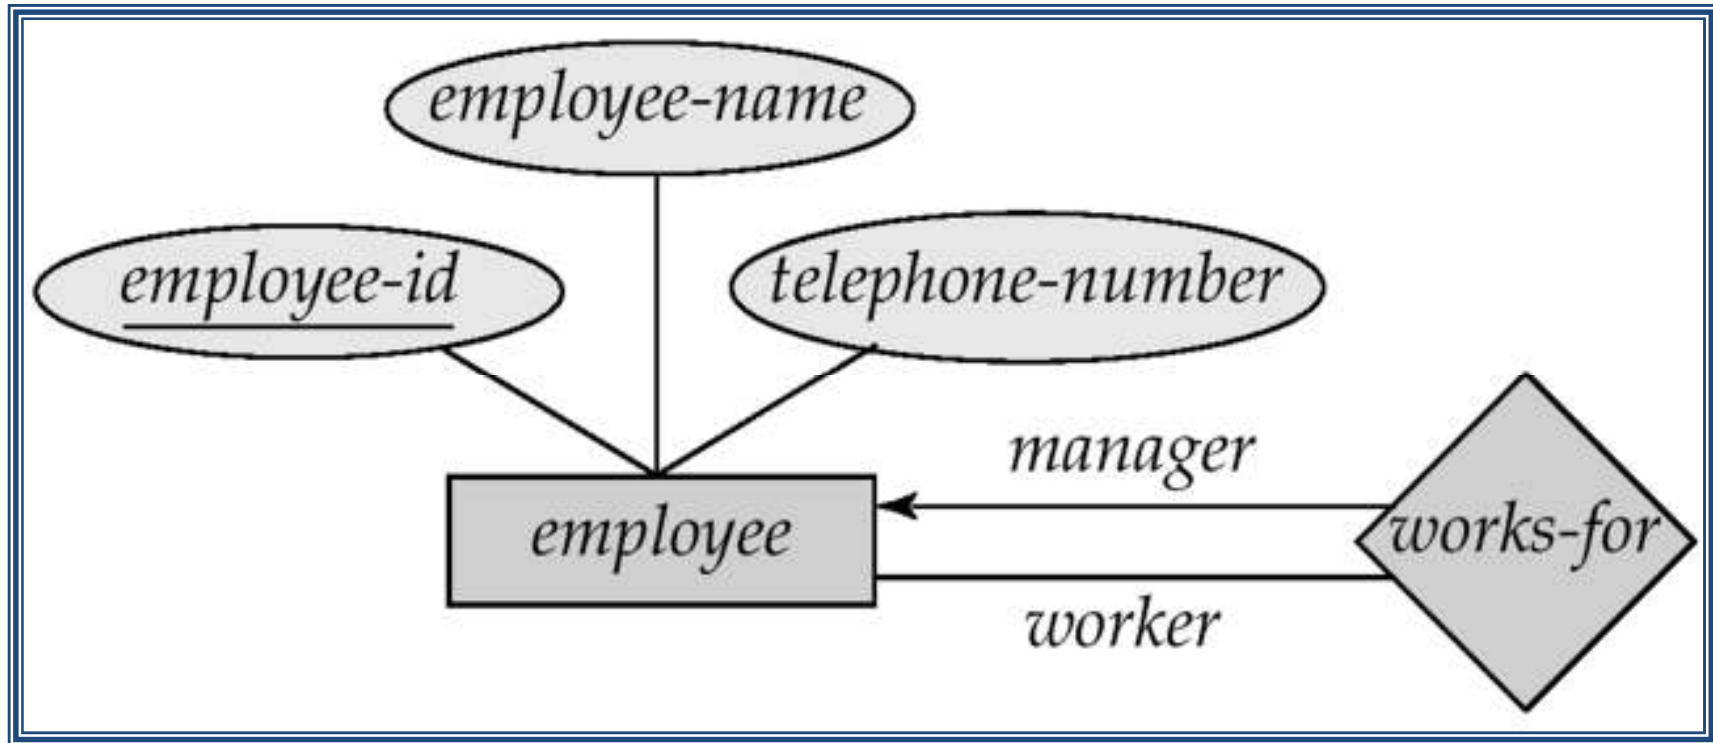 employee-name
employee-id
telephone-number
manager
employee
works-for
worker